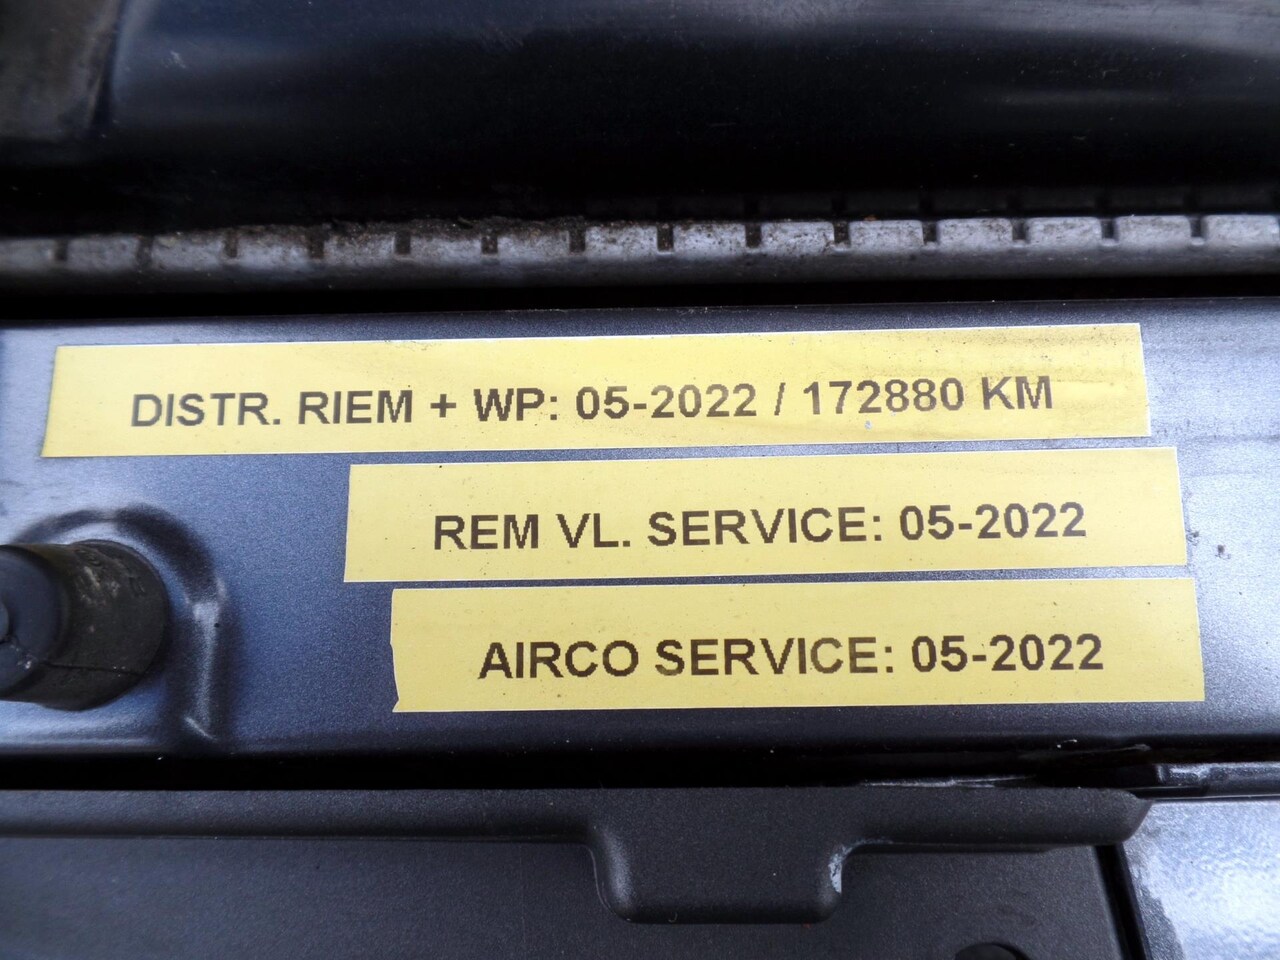 DISTR. RIEM + WP: 05-2022 / 172880 KM
REM VL. SERVICE: 05-2022
AIRCO SERVICE: 05-2022